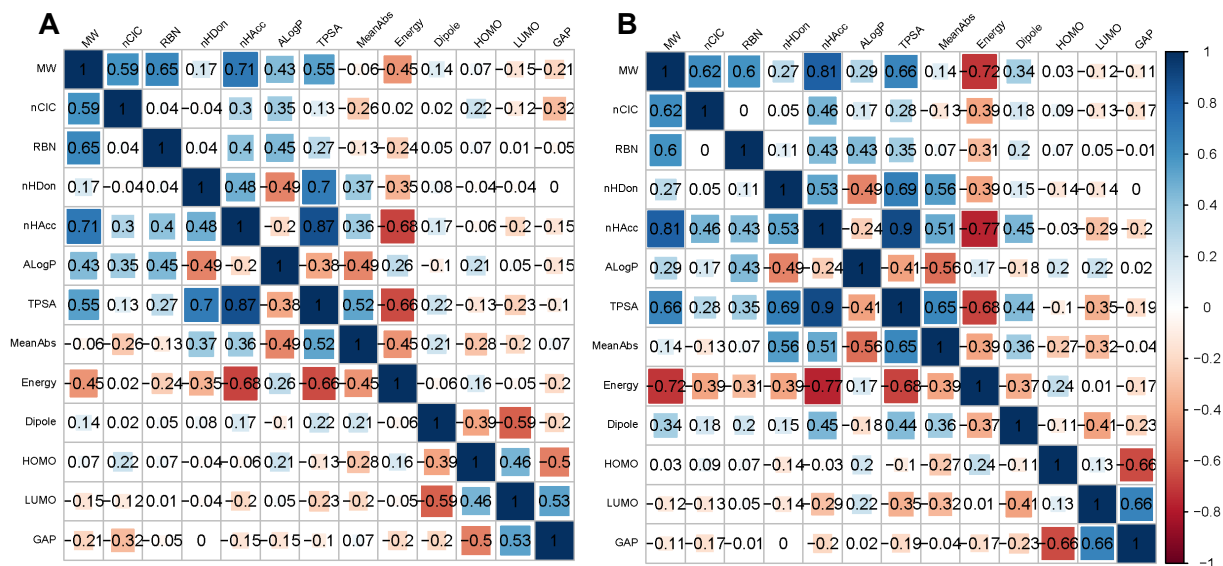 A
MW nCIC RBN nHDon nHAcc ALogP TPSA MeanAbs Energy Dipole HOMO LUMO GAP
MW 1 0.59 0.65 0.17 0.71 0.43 0.55 −0.06 −0.45 0.14 0.07 −0.15 −0.21
nCIC 0.59 1 0.04 −0.04 0.3 0.35 0.13 −0.26 0.02 0.02 0.22 −0.12 −0.32
RBN 0.65 0.04 1 0.04 0.4 0.45 0.27 −0.13 −0.24 0.05 0.07 0.01 −0.05
nHDon 0.17 −0.04 0.04 1 0.48 −0.49 0.7 0.37 −0.35 0.08 −0.04 −0.04 0
nHAcc 0.71 0.3 0.4 0.48 1 −0.2 0.87 0.36 −0.68 0.17 −0.06 −0.2 −0.15
ALogP 0.43 0.35 0.45 −0.49 −0.2 1 −0.38 −0.49 0.26 −0.1 0.21 0.05 −0.15
TPSA 0.55 0.13 0.27 0.7 0.87 −0.38 1 0.52 −0.66 0.22 −0.13 −0.23 −0.1
MeanAbs −0.06 −0.26 −0.13 0.37 0.36 −0.49 0.52 1 −0.45 0.21 −0.28 −0.2 0.07
Energy −0.45 0.02 −0.24 −0.35 −0.68 0.26 −0.66 −0.45 1 −0.06 0.16 −0.05 −0.2
Dipole 0.14 0.02 0.05 0.08 0.17 −0.1 0.22 0.21 −0.06 1 −0.39 −0.59 −0.2
HOMO 0.07 0.22 0.07 −0.04 −0.06 0.21 −0.13 −0.28 0.16 −0.39 1 0.46 −0.5
LUMO −0.15 −0.12 0.01 −0.04 −0.2 0.05 −0.23 −0.2 −0.05 −0.59 0.46 1 0.53
GAP −0.21 −0.32 −0.05 0 −0.15 −0.15 −0.1 0.07 −0.2 −0.2 −0.5 0.53 1
B
MW nCIC RBN nHDon nHAcc ALogP TPSA MeanAbs Energy Dipole HOMO LUMO GAP
MW 1 0.62 0.6 0.27 0.81 0.29 0.66 0.14 −0.72 0.34 0.03 −0.12 −0.11
nCIC 0.62 1 0 0.05 0.46 0.17 0.28 −0.13 −0.39 0.18 0.09 −0.13 −0.17
RBN 0.6 0 1 0.11 0.43 0.43 0.35 0.07 −0.31 0.2 0.07 0.05 −0.01
nHDon 0.27 0.05 0.11 1 0.53 −0.49 0.69 0.56 −0.39 0.15 −0.14 −0.14 0
nHAcc 0.81 0.46 0.43 0.53 1 −0.24 0.9 0.51 −0.77 0.45 −0.03 −0.29 −0.2
ALogP 0.29 0.17 0.43 −0.49 −0.24 1 −0.41 −0.56 0.17 −0.18 0.2 0.22 0.02
TPSA 0.66 0.28 0.35 0.69 0.9 −0.41 1 0.65 −0.68 0.44 −0.1 −0.35 −0.19
MeanAbs 0.14 −0.13 0.07 0.56 0.51 −0.56 0.65 1 −0.39 0.36 −0.27 −0.32 −0.04
Energy −0.72 −0.39 −0.31 −0.39 −0.77 0.17 −0.68 −0.39 1 −0.37 0.24 0.01 −0.17
Dipole 0.34 0.18 0.2 0.15 0.45 −0.18 0.44 0.36 −0.37 1 −0.11 −0.41 −0.23
HOMO 0.03 0.09 0.07 −0.14 −0.03 0.2 −0.1 −0.27 0.24 −0.11 1 0.13 −0.66
LUMO −0.12 −0.13 0.05 −0.14 −0.29 0.22 −0.35 −0.32 0.01 −0.41 0.13 1 0.66
GAP −0.11 −0.17 −0.01 0 −0.2 0.02 −0.19 −0.04 −0.17 −0.23 −0.66 0.66 1
1
0.8
0.6
0.4
0.2
0
−0.2
−0.4
−0.6
−0.8
−1